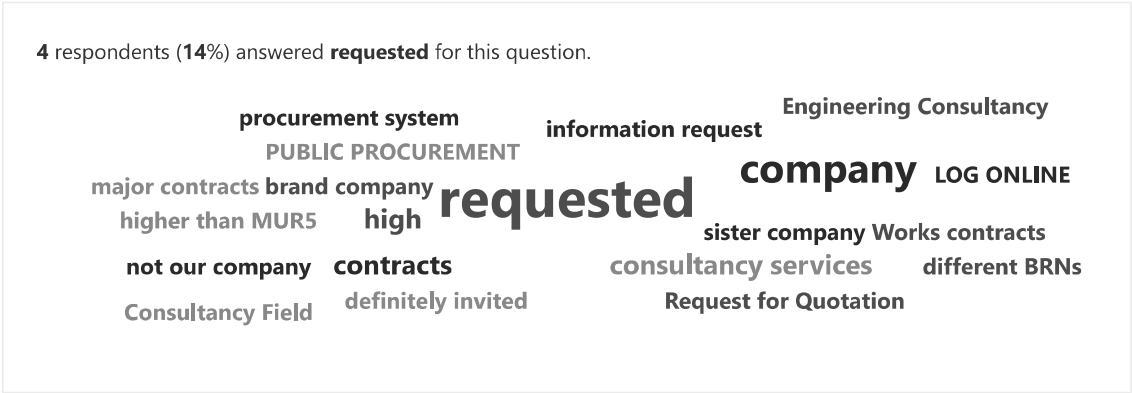 4 respondents (14%) answered requested for this question.
Engineering Consultancy
procurement system
information request
PUBLIC PROCUREMENT
company LOG ONLINE
major contracts brand company
requested
higher than MUR5 high
sister company Works contracts
not our company contracts
consultancy services different BRNs
definitely invited
Request for Quotation
Consultancy Field